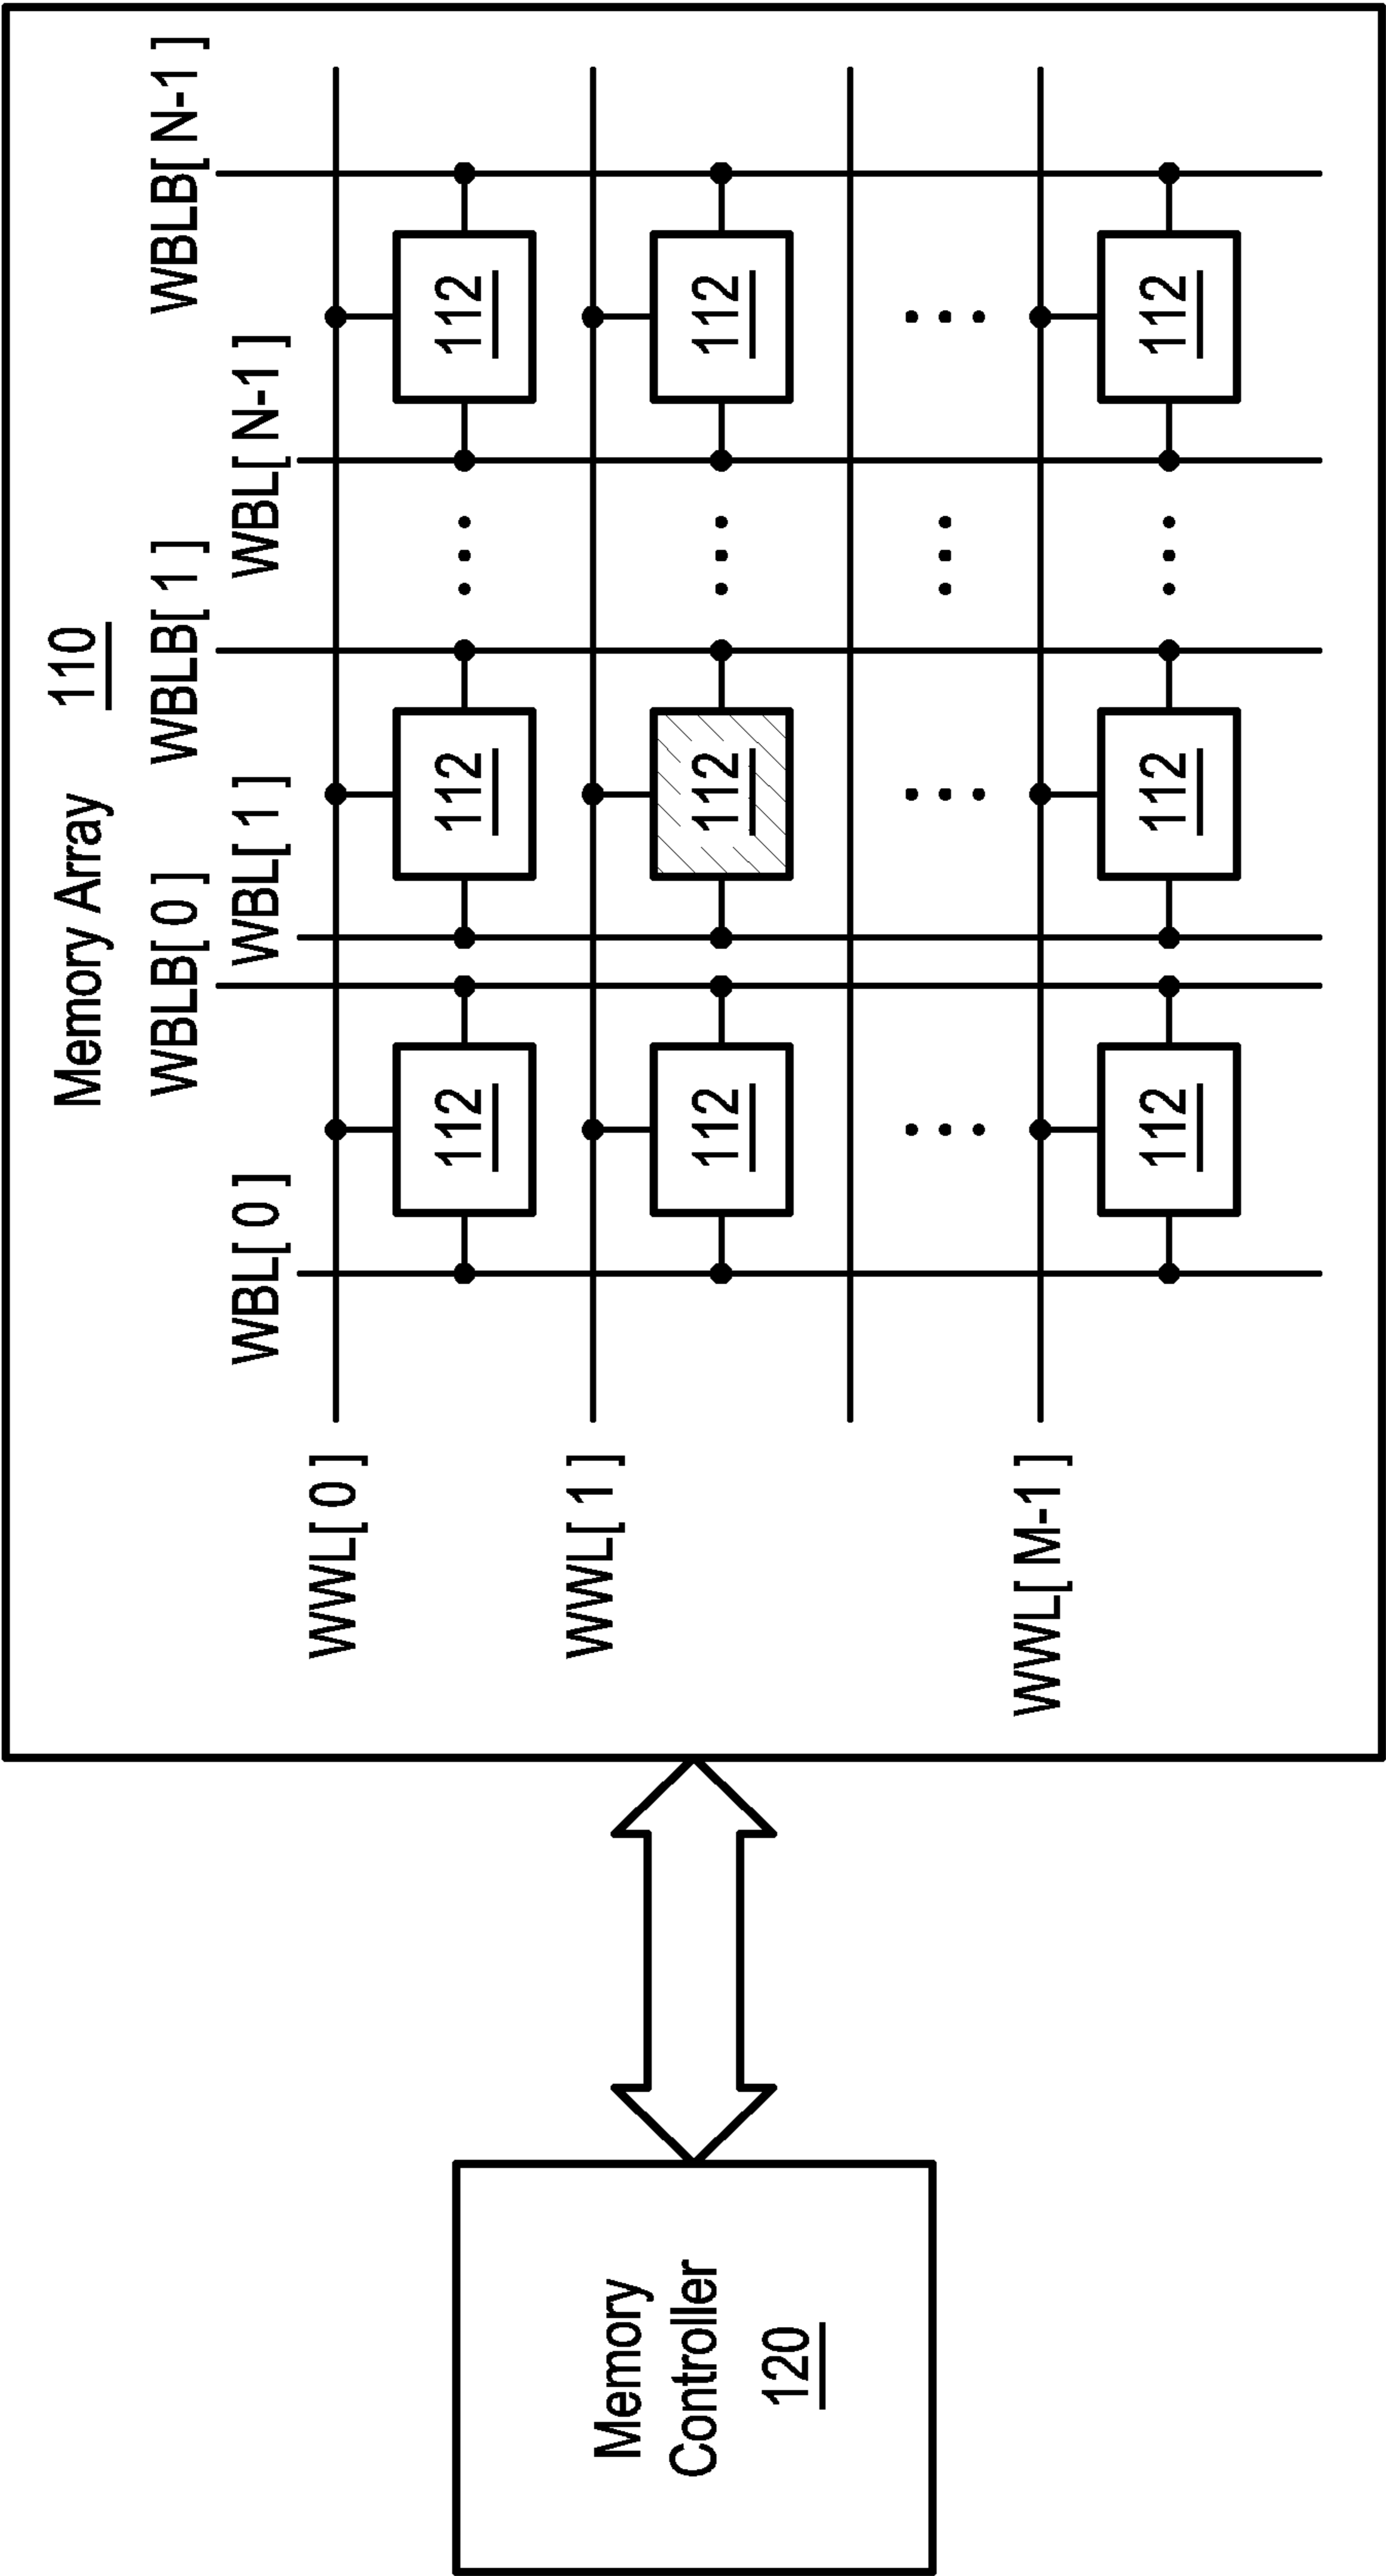 Memory
Controller
120
Memory Array 110
WBLB[ 0 ] WBLB[ 1 ] WBLB[ N-1 ]
WBL[ 0 ] WBL[ 1 ] WBL[ N-1 ]
WWL[ 0 ]
112 112 112
WWL[ 1 ]
112 112 112
WWL[ M-1 ]
112 112 112